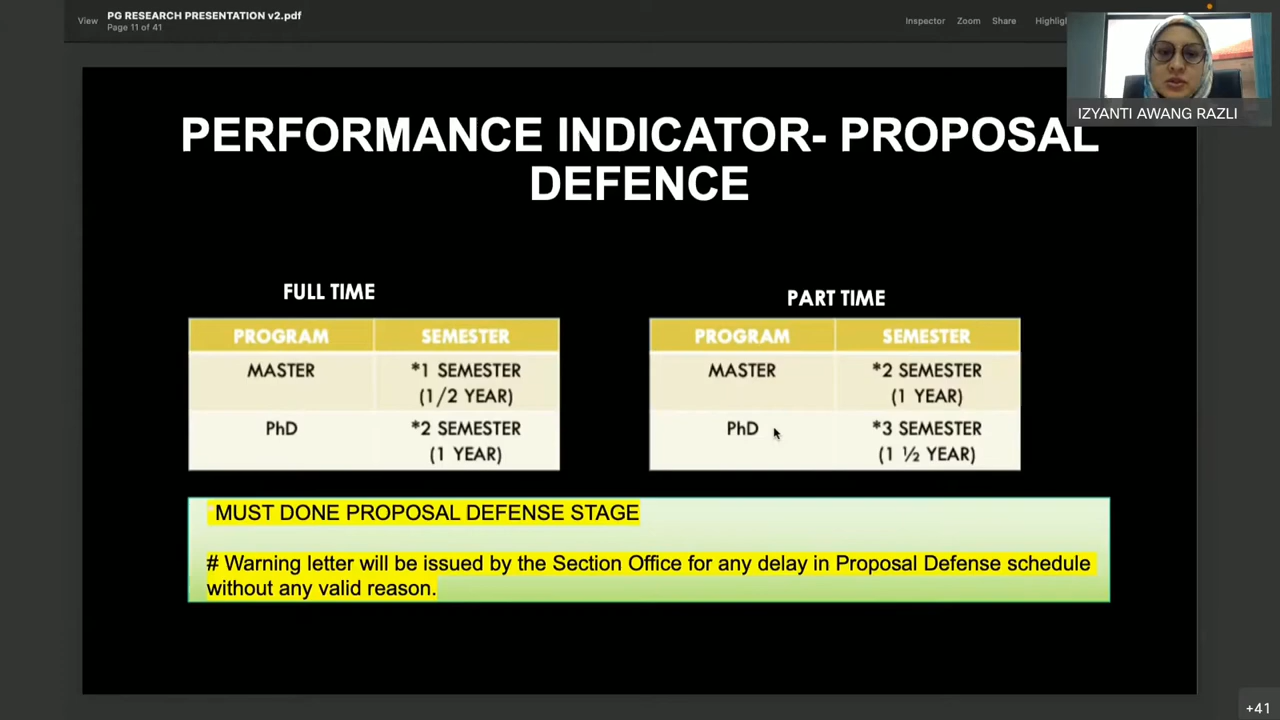 View
PG RESEARCH PRESENTATION v2.pdf
Page 11 of 41
Inspector
Zoom
Share
IZYANTI AWANG RAZLI
PERFORMANCE INDICATOR- PROPOSAL
DEFENCE
FULL TIME
PROGRAM SEMESTER
MASTER *1 SEMESTER
(1/2 YEAR)
PhD *2 SEMESTER
(1 YEAR)
PART TIME
PROGRAM SEMESTER
MASTER *2 SEMESTER
(1 YEAR)
PhD *3 SEMESTER
(1 ½ YEAR)
MUST DONE PROPOSAL DEFENSE STAGE
# Warning letter will be issued by the Section Office for any delay in Proposal Defense schedule
without any valid reason.
+41